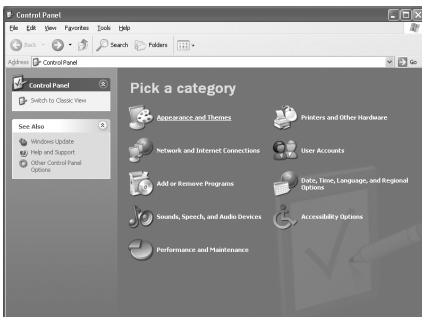 Control Panel
File Edit View Favorites Tools Help
Back Search Folders
Address Control Panel Go
Control Panel
Switch to Classic View
See Also
Windows Update
Help and Support
Other Control Panel
Options
Pick a category
Appearance and Themes
Printers and Other Hardware
Network and Internet Connections
User Accounts
Add or Remove Programs
Date, Time, Language, and Regional
Options
Sounds, Speech, and Audio Devices
Accessibility Options
Performance and Maintenance